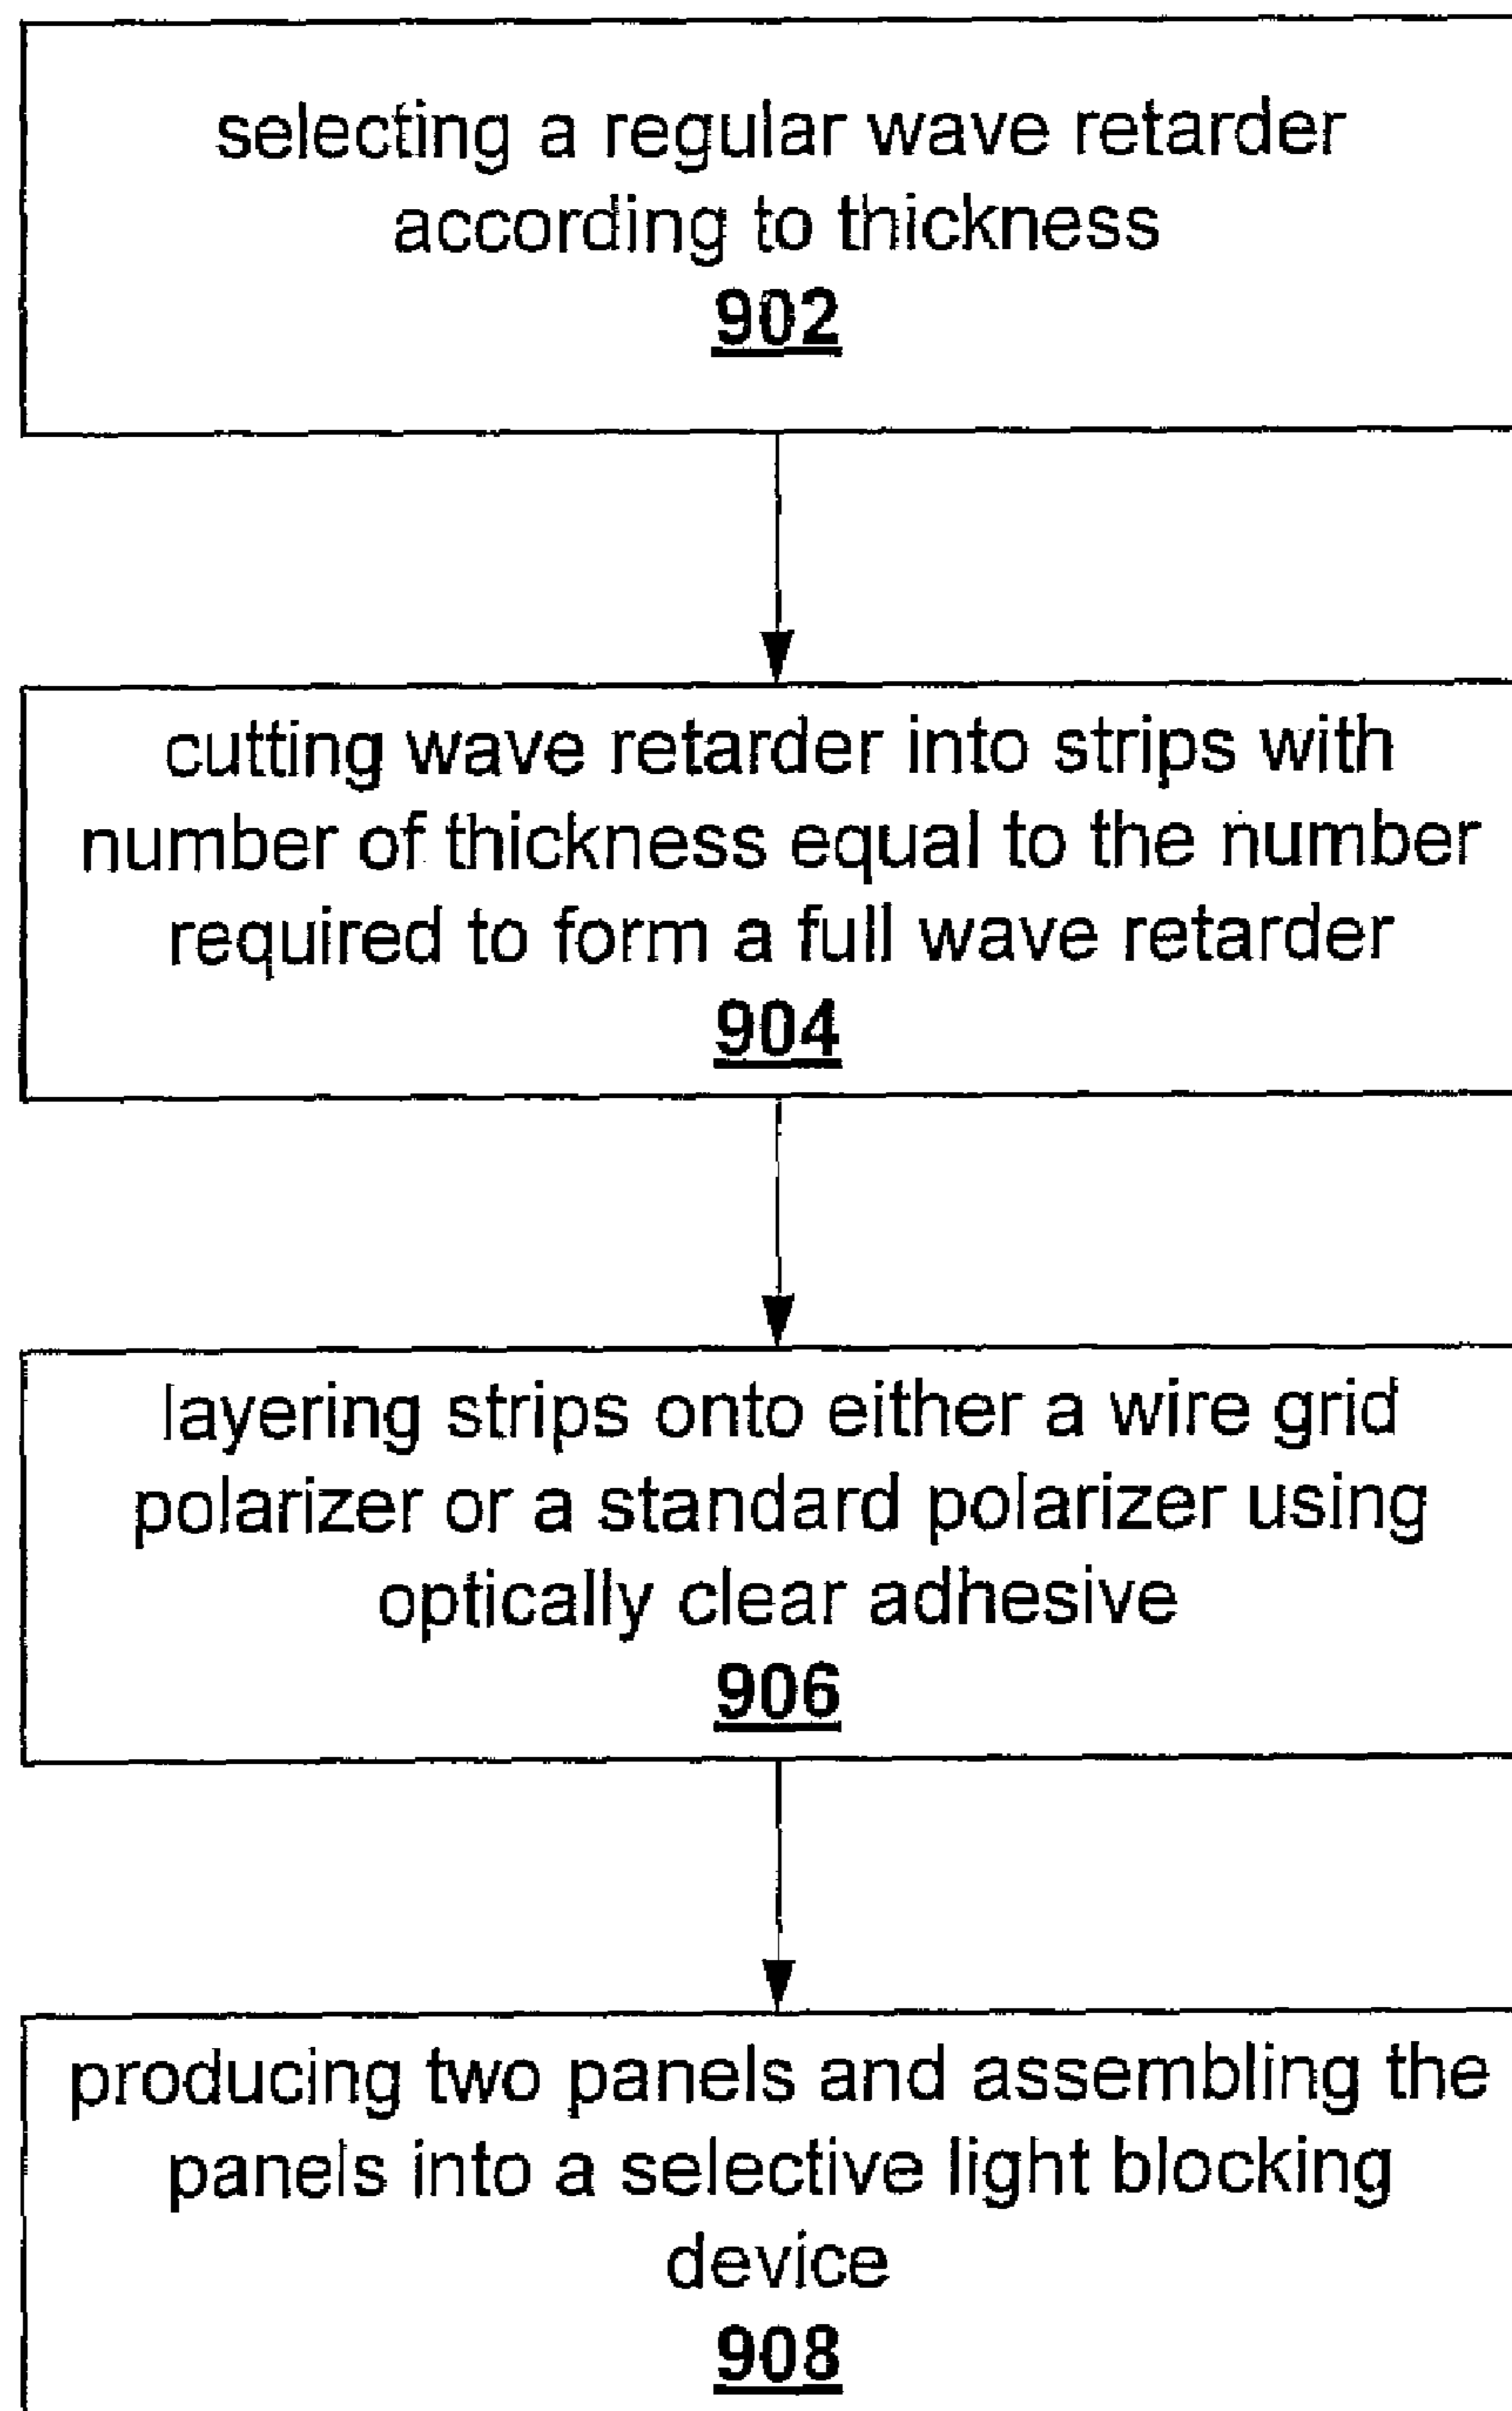 selecting a regular wave retarder
according to thickness
902
cutting wave retarder into strips with
number of thickness equal to the number
required to form a full wave retarder
904
layering strips onto either a wire grid
polarizer or a standard polarizer using
optically clear adhesive
906
producing two panels and assembling the
panels into a selective light blocking
device
908